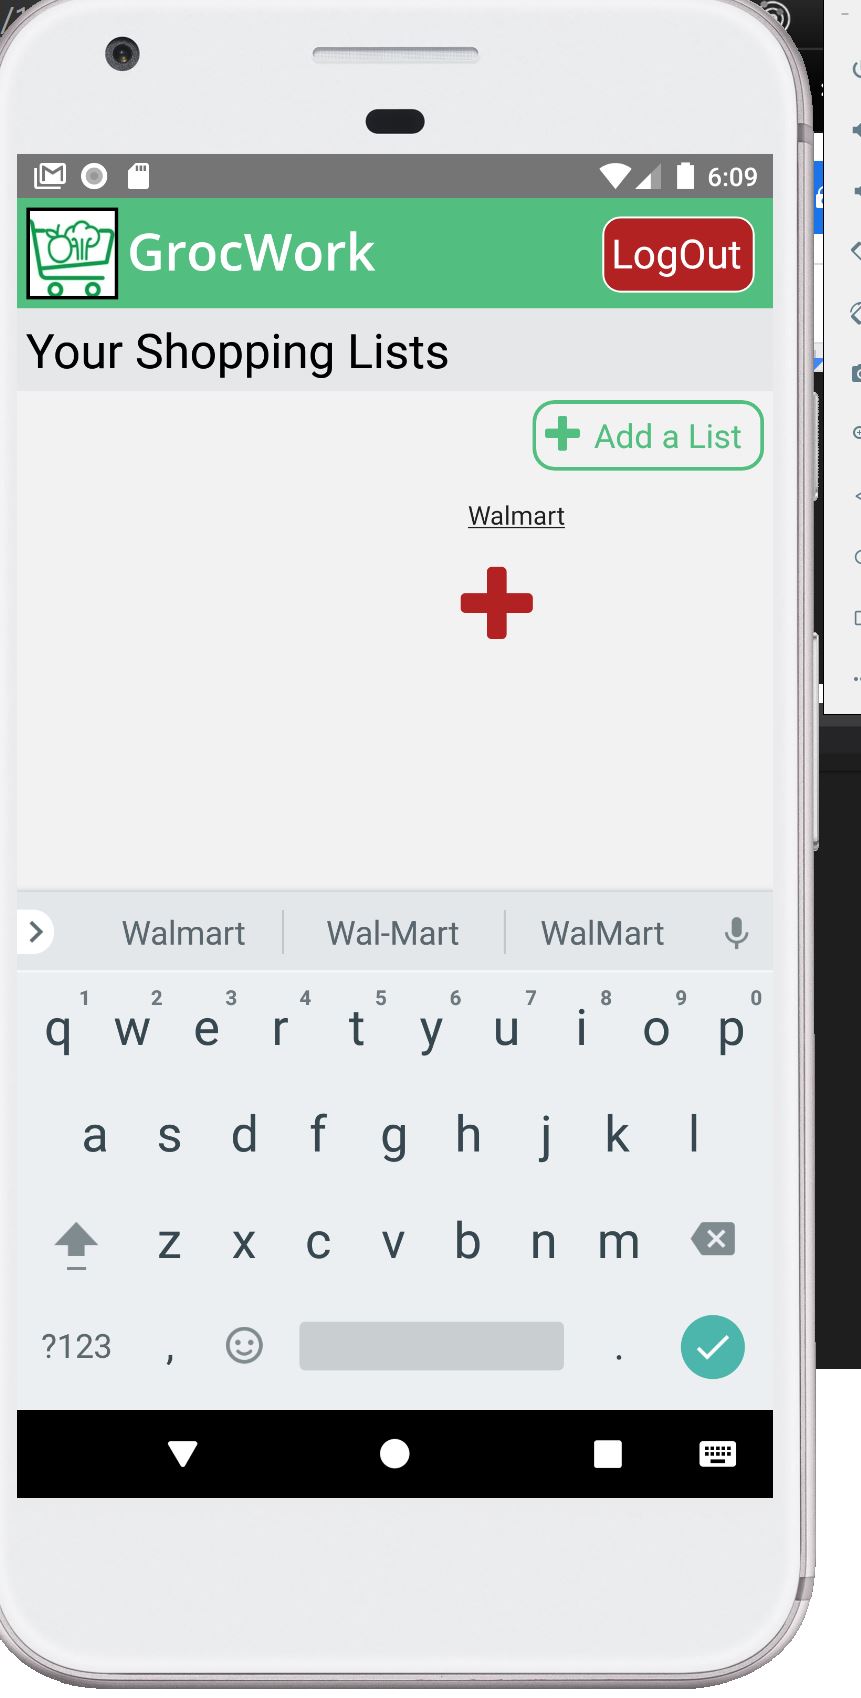 6:09
GrocWork
LogOut
Your Shopping Lists
Add a List
Walmart
Walmart Wal-Mart WalMart
1 2 3 4 5 6 7 8 9 0
q w e r t y u i o p
a s d f g h j k l
z x c v b n m
?123 , .